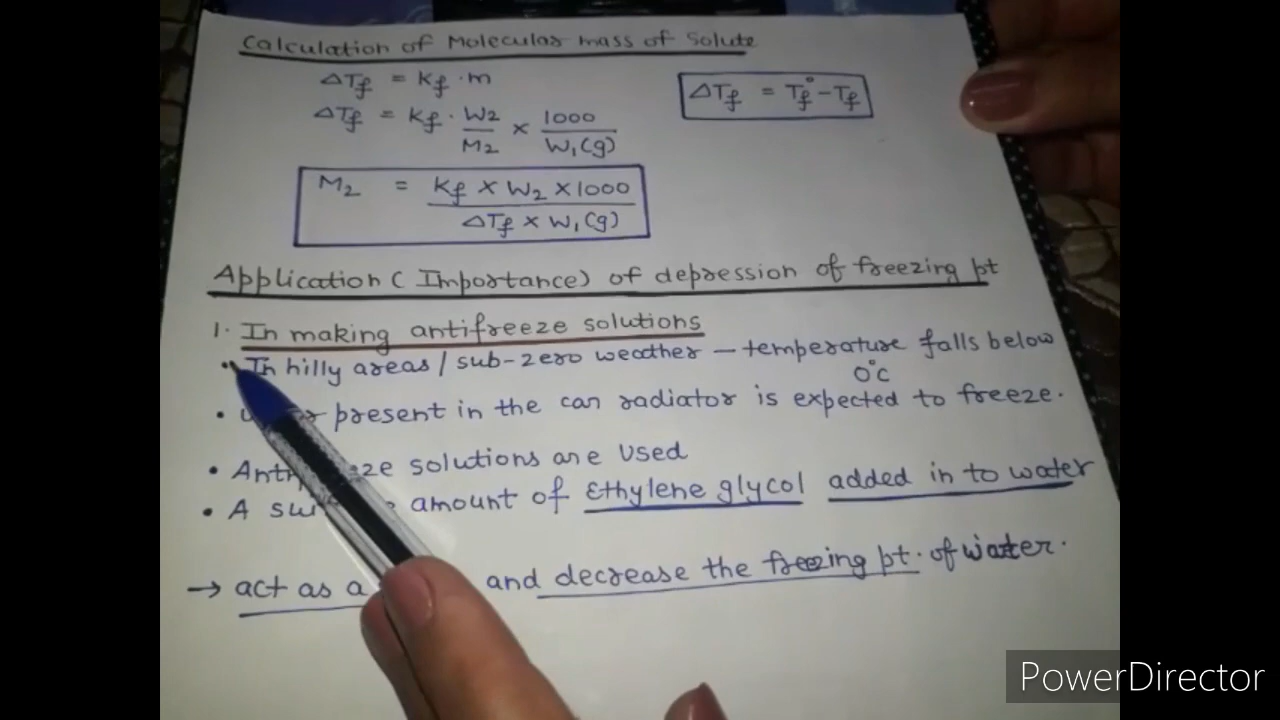 Calculation of Molecular mass of Solute
ΔTf = Kf · m
ΔTf = Tf° - Tf
ΔTf = Kf · W2/M2 × 1000/W1(g)
M2 = Kf × W2 × 1000 / ΔTf × W1(g)
Application ( Importance) of depression of freezing pt
1. In making antifreeze solutions
• In hilly areas / sub-zero weather — temperature falls below
0°C
• present in the car radiator is expected to freeze.
• solutions are used
• A amount of Ethylene glycol added in to water
→ act as a and decrease the freezing pt. of water.
PowerDirector